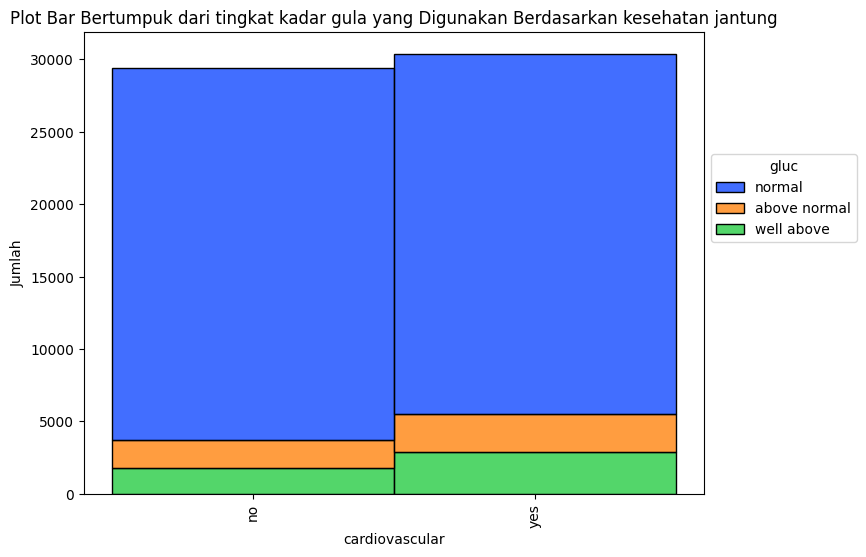 Plot Bar Bertumpuk dari tingkat kadar gula yang Digunakan Berdasarkan kesehatan jantung
30000
25000
20000
15000
10000
5000
0
Jumlah
no
yes
cardiovascular
gluc
normal
above normal
well above